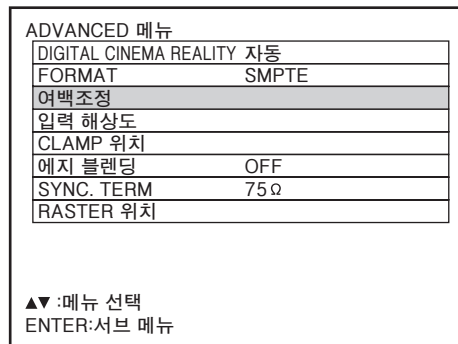 ADVANCED 메뉴
DIGITAL CINEMA REALITY 자동
FORMAT SMPTE
여백조정
입력 해상도
CLAMP 위치
에지 블렌딩 OFF
SYNC. TERM 75Ω
RASTER 위치
▲▼ :메뉴 선택
ENTER:서브 메뉴